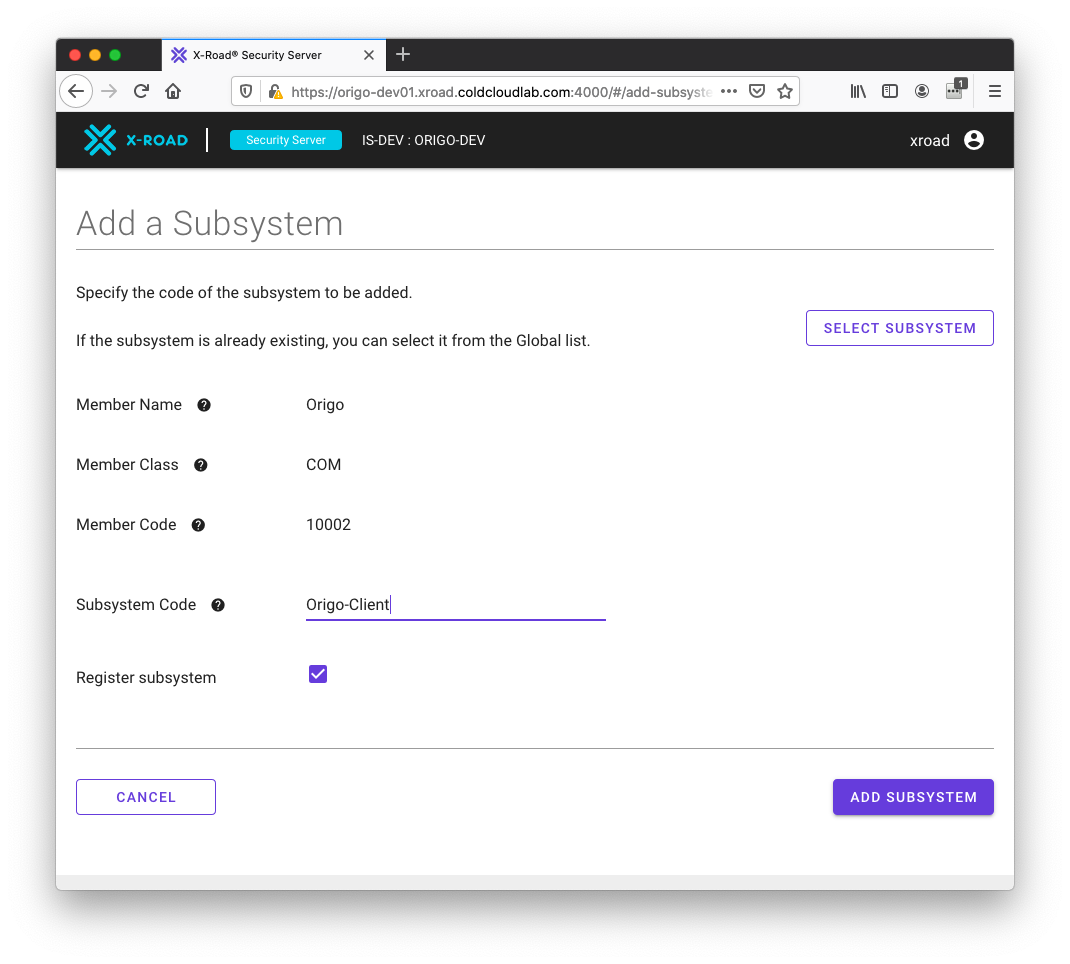 X-Road® Security Server
https://origo-dev01.xroad.coldcloudlab.com:4000/#/add-subsyste
1
X-ROAD
Security Server
IS-DEV : ORIGO-DEV
xroad
Add a Subsystem
Specify the code of the subsystem to be added.
If the subsystem is already existing, you can select it from the Global list.
SELECT SUBSYSTEM
Member Name ? Origo
Member Class ? COM
Member Code ? 10002
Subsystem Code ? Origo-Client
Register subsystem
CANCEL
ADD SUBSYSTEM